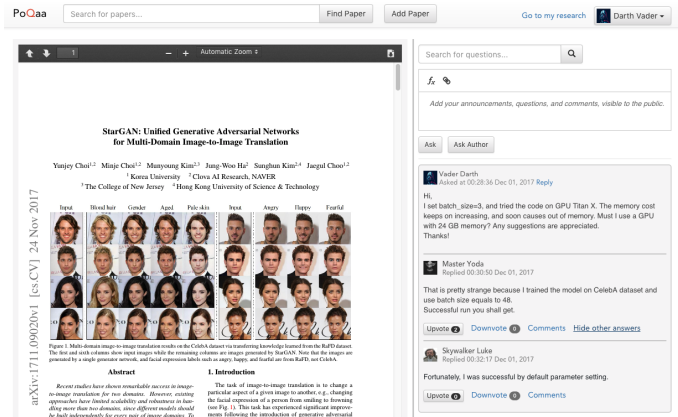 PoQaa
Search for papers...
Find Paper
Add Paper
Go to my research
Darth Vader
1
Automatic Zoom
StarGAN: Unified Generative Adversarial Networks
for Multi-Domain Image-to-Image Translation
Yunjey Choi1,2 Minje Choi1,2 Munyoung Kim2,3 Jung-Woo Ha2 Sunghun Kim2,4 Jaegul Choo1,2
1 Korea University 2 Clova AI Research, NAVER
3 The College of New Jersey 4 Hong Kong University of Science & Technology
Input Blond hair Gender Aged Pale skin Input Angry Happy Fearful
Figure 1. Multi-domain image-to-image translation results on the CelebA dataset via transferring knowledge learned from the RaFD dataset.
The first and sixth columns show input images while the remaining columns are images generated by StarGAN. Note that the images are
generated by a single generator network, and facial expression labels such as angry, happy, and fearful are from RaFD, not CelebA.
arXiv:1711.09020v1 [cs.CV] 24 Nov 2017
Abstract
Recent studies have shown remarkable success in image-
to-image translation for two domains. However, existing
approaches have limited scalability and robustness in han-
dling more than two domains, since different models should
be built independently for every pair of image domains. To
1. Introduction
The task of image-to-image translation is to change a
particular aspect of a given image to another, e.g., changing
the facial expression of a person from smiling to frowning
(see Fig. 1). This task has experienced significant improve-
ments following the introduction of generative adversarial
Search for questions...
fx
Add your announcements, questions, and comments, visible to the public.
Ask
Ask Author
Vader Darth
Asked at 00:28:36 Dec 01, 2017 Reply
Hi,
I set batch_size=3, and tried the code on GPU Titan X. The memory cost
keeps on increasing, and soon causes out of memory. Must I use a GPU
with 24 GB memory? Any suggestions are appreciated.
Thanks!
Master Yoda
Replied 00:30:50 Dec 01, 2017
That is pretty strange because I trained the model on CelebA dataset and
use batch size equals to 48.
Successful run you shall get.
Upvote 2 Downvote 0 Comments Hide other answers
Skywalker Luke
Replied 00:32:17 Dec 01, 2017
Fortunately, I was successful by default parameter setting.
Upvote 0 Downvote 0 Comments